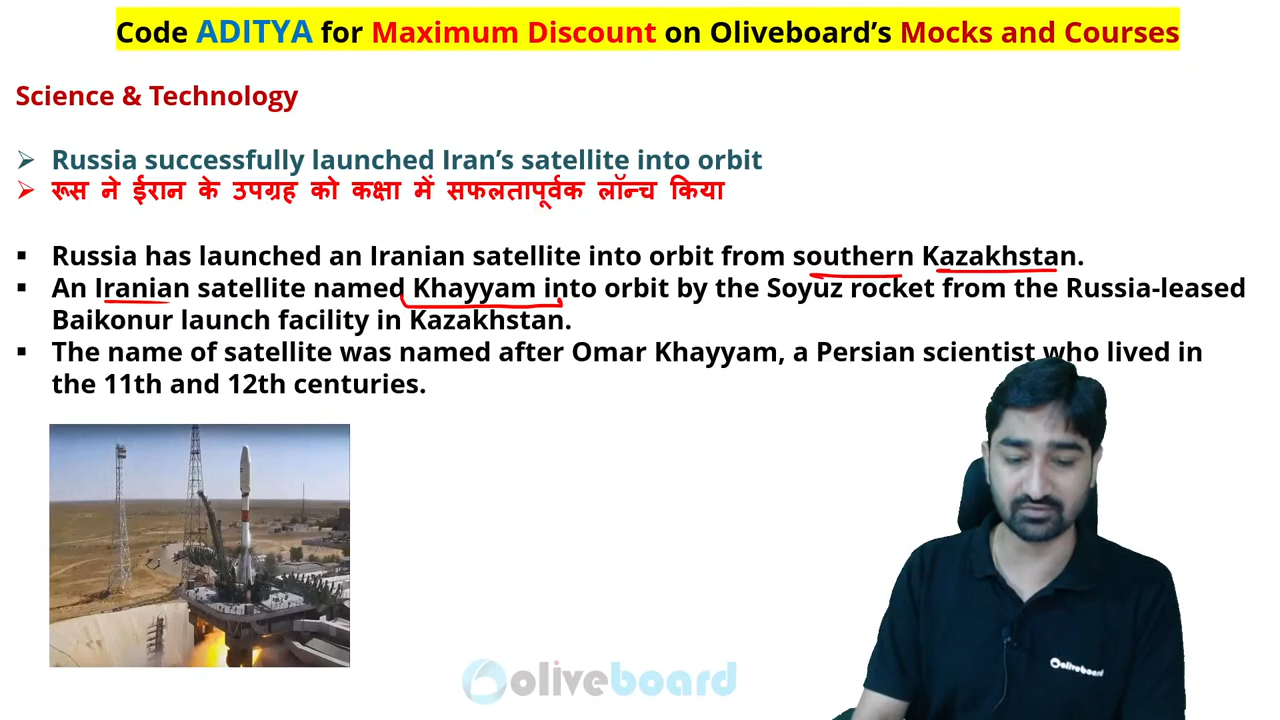 Code ADITYA for Maximum Discount on Oliveboard’s Mocks and Courses
Science & Technology
➢ Russia successfully launched Iran’s satellite into orbit
➢ रूस ने ईरान के उपग्रह को कक्षा में सफलतापूर्वक लॉन्च किया
▪ Russia has launched an Iranian satellite into orbit from southern Kazakhstan.
▪ An Iranian satellite named Khayyam into orbit by the Soyuz rocket from the Russia-leased
Baikonur launch facility in Kazakhstan.
▪ The name of satellite was named after Omar Khayyam, a Persian scientist who lived in
the 11th and 12th centuries.
oliveboard
oliveboard